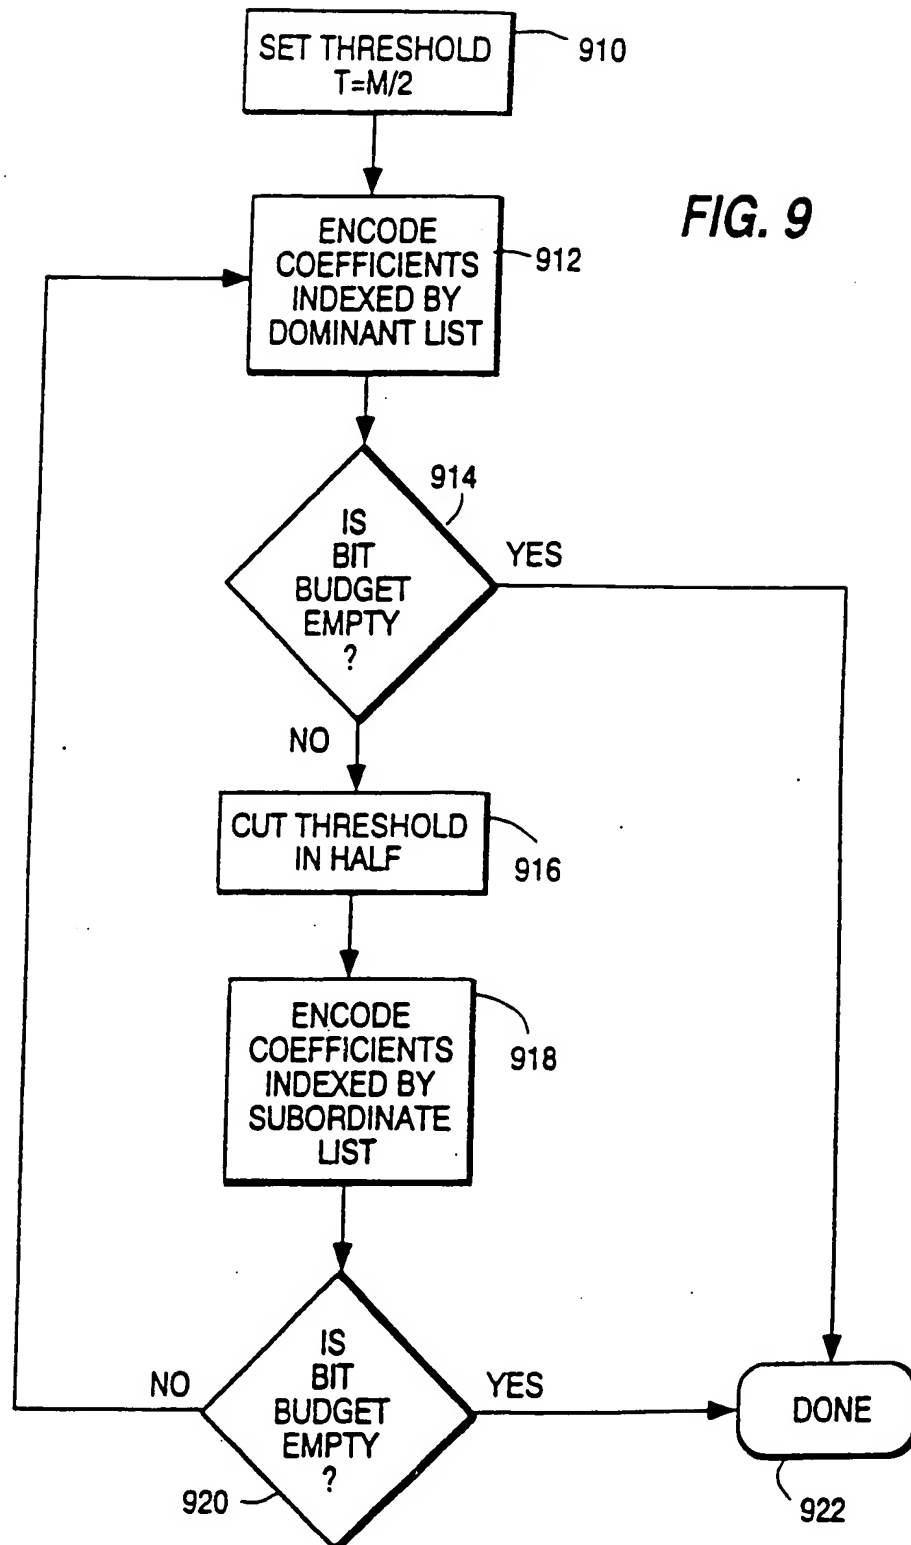 SET THRESHOLD
T=M/2
910
FIG. 9
ENCODE
COEFFICIENTS
INDEXED BY
DOMINANT LIST
912
914
IS
BIT
BUDGET
EMPTY
?
YES
NO
CUT THRESHOLD
IN HALF
916
ENCODE
COEFFICIENTS
INDEXED BY
SUBORDINATE
LIST
918
IS
BIT
BUDGET
EMPTY
?
NO
YES
920
DONE
922